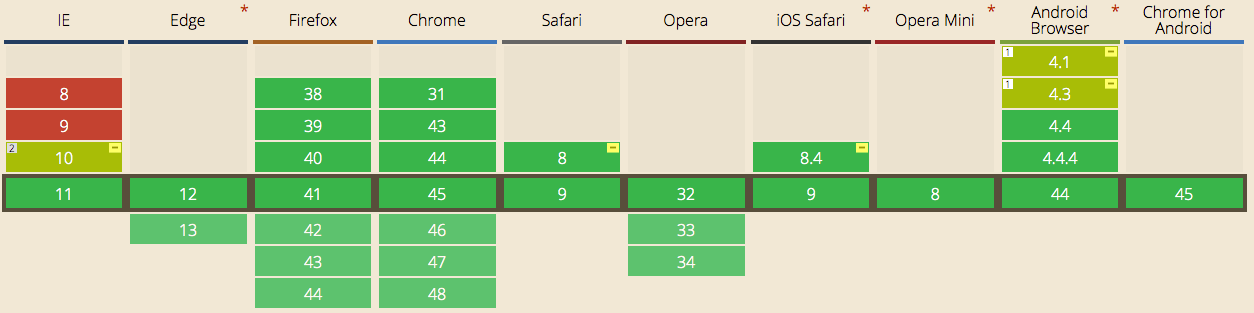 IE Edge * Firefox Chrome Safari Opera iOS Safari * Opera Mini * Android Browser * Chrome for Android
1 4.1 -
8 38 31 1 4.3 -
9 39 43 4.4
2 10 - 40 44 8 - 8.4 - 4.4.4
11 12 41 45 9 32 9 8 44 45
13 42 46 33
43 47 34
44 48